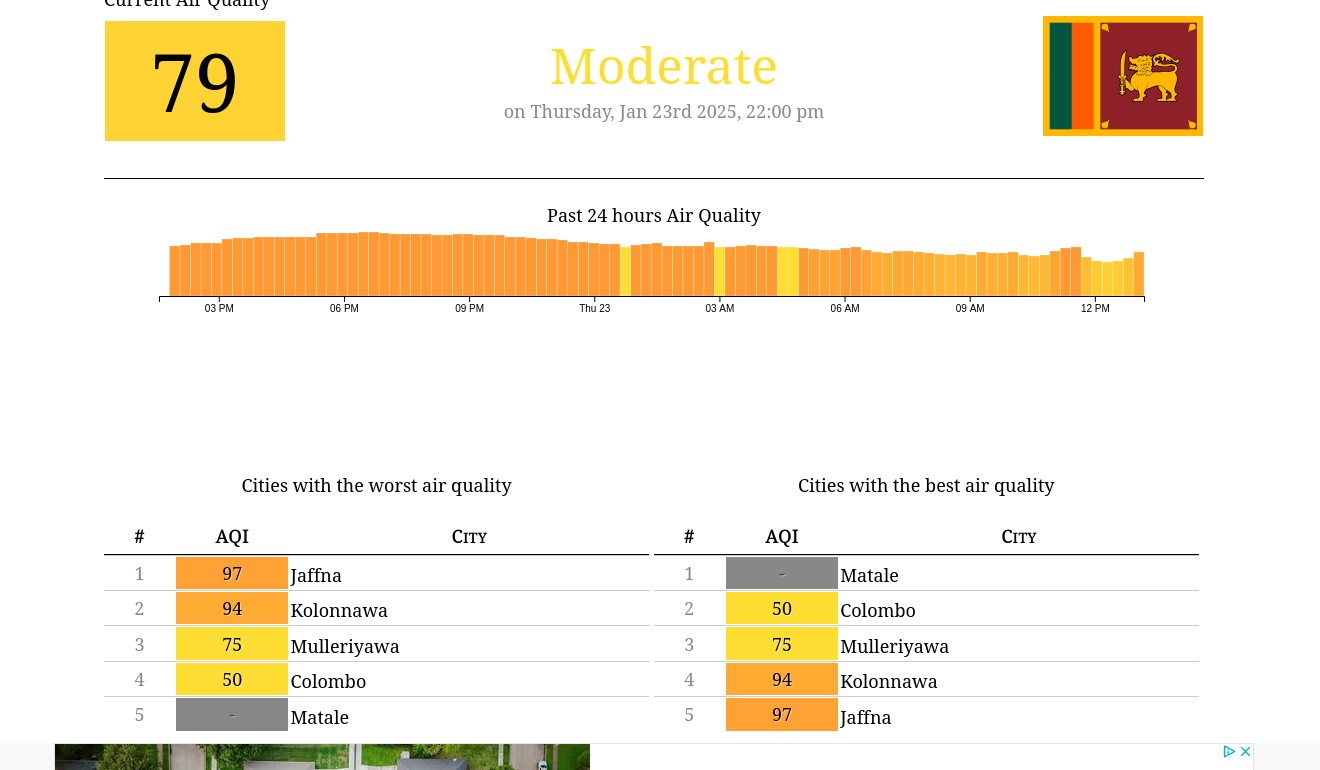 Current Air Quality
79
Moderate
on Thursday, Jan 23rd 2025, 22:00 pm
Past 24 hours Air Quality
03 PM 06 PM 09 PM Thu 23 03 AM 06 AM 09 AM 12 PM
Cities with the worst air quality
# AQI City
1 97 Jaffna
2 94 Kolonnawa
3 75 Mulleriyawa
4 50 Colombo
5 - Matale
Cities with the best air quality
# AQI City
1 - Matale
2 50 Colombo
3 75 Mulleriyawa
4 94 Kolonnawa
5 97 Jaffna